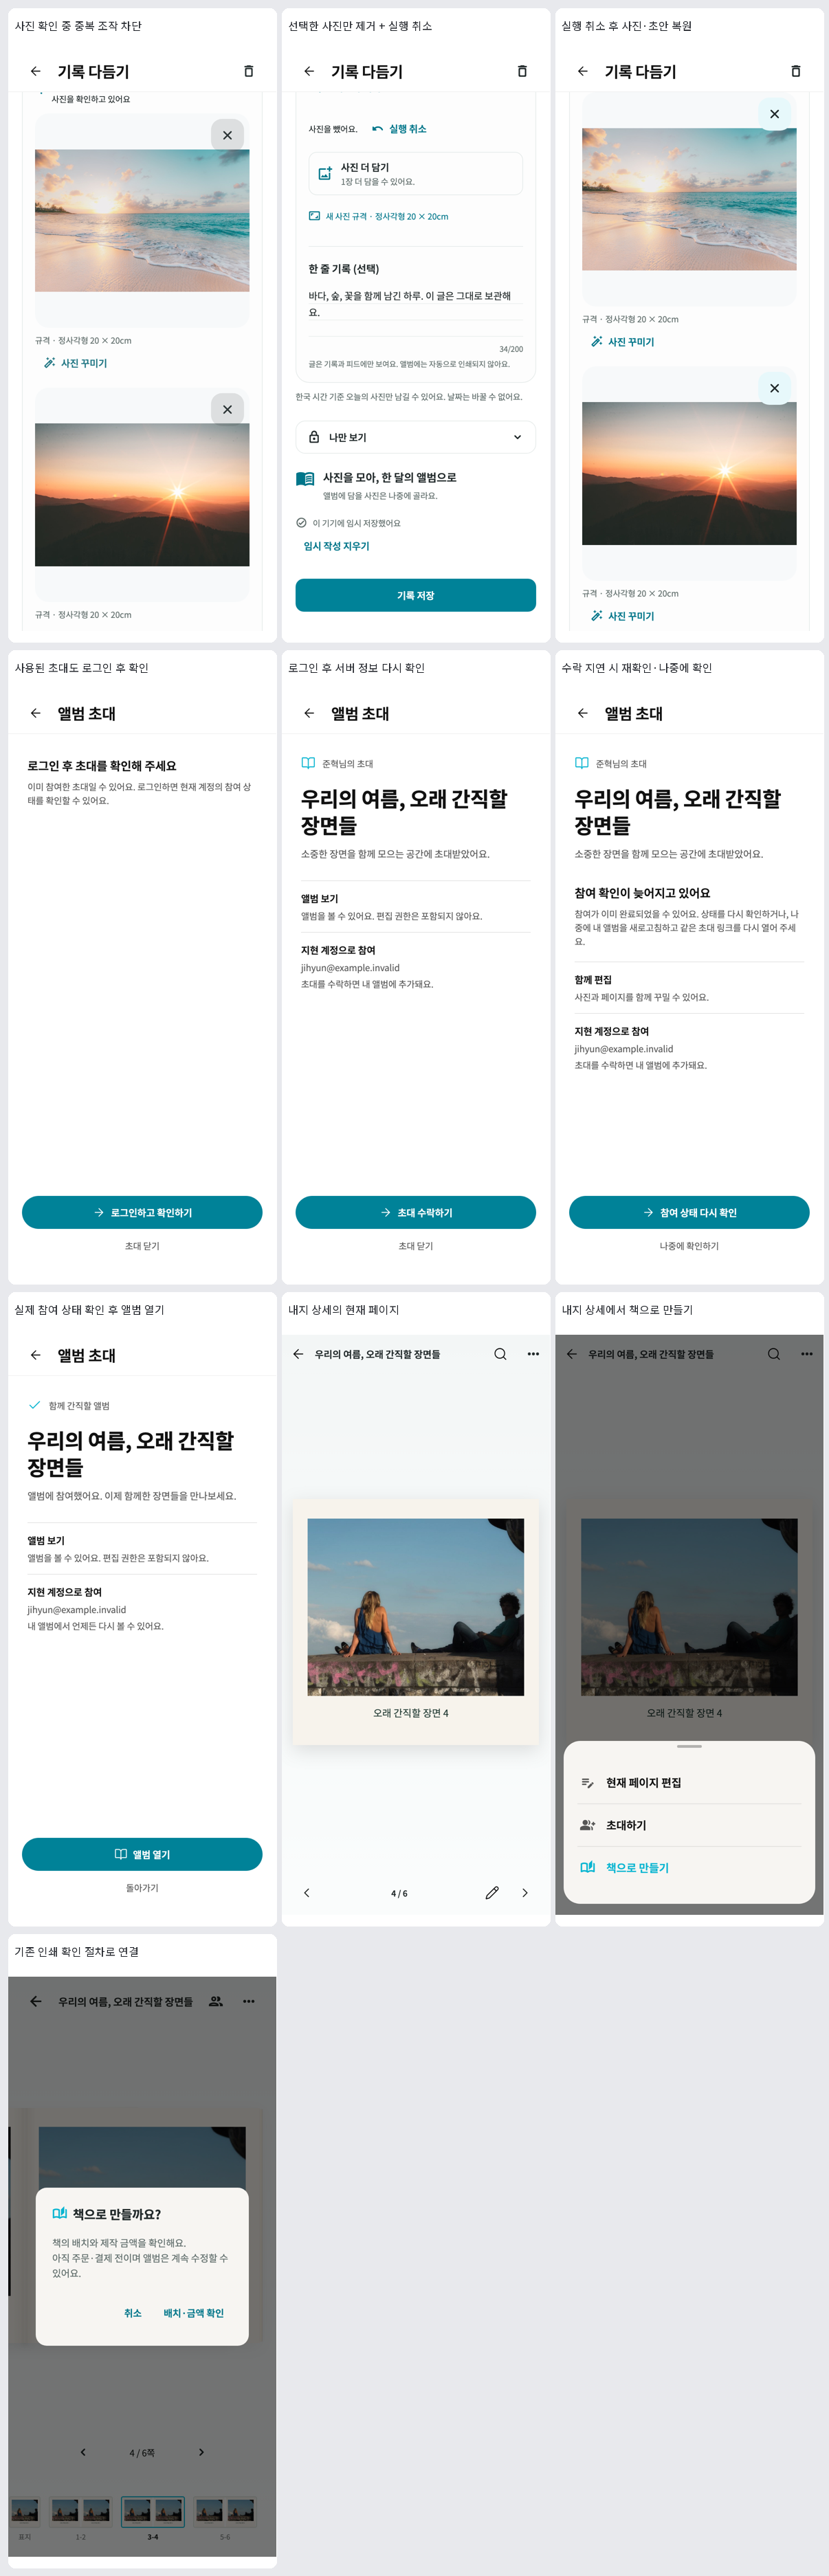 사진 확인 중 중복 조작 차단
기록 다듬기
사진을 확인하고 있어요
규격 · 정사각형 20 × 20cm
사진 꾸미기
규격 · 정사각형 20 × 20cm
선택한 사진만 제거 + 실행 취소
기록 다듬기
사진을 뺐어요.
실행 취소
사진 더 담기
1장 더 담을 수 있어요.
새 사진 규격 · 정사각형 20 × 20cm
한 줄 기록 (선택)
바다, 숲, 꽃을 함께 남긴 하루. 이 글은 그대로 보관해
요.
34/200
글은 기록과 피드에만 보여요. 앨범에는 자동으로 인쇄되지 않아요.
한국 시간 기준 오늘의 사진만 남길 수 있어요. 날짜는 바꿀 수 없어요.
나만 보기
사진을 모아, 한 달의 앨범으로
앨범에 담을 사진은 나중에 골라요.
이 기기에 임시 저장했어요
임시 작성 지우기
기록 저장
실행 취소 후 사진·초안 복원
기록 다듬기
규격 · 정사각형 20 × 20cm
사진 꾸미기
규격 · 정사각형 20 × 20cm
사진 꾸미기
사용된 초대도 로그인 후 확인
앨범 초대
로그인 후 초대를 확인해 주세요
이미 참여한 초대일 수 있어요. 로그인하면 현재 계정의 참여 상
태를 확인할 수 있어요.
로그인하고 확인하기
초대 닫기
로그인 후 서버 정보 다시 확인
앨범 초대
준혁님의 초대
우리의 여름, 오래 간직할
장면들
소중한 장면을 함께 모으는 공간에 초대받았어요.
앨범 보기
앨범을 볼 수 있어요. 편집 권한은 포함되지 않아요.
지현 계정으로 참여
jihyun@example.invalid
초대를 수락하면 내 앨범에 추가돼요.
초대 수락하기
초대 닫기
수락 지연 시 재확인·나중에 확인
앨범 초대
준혁님의 초대
우리의 여름, 오래 간직할
장면들
소중한 장면을 함께 모으는 공간에 초대받았어요.
참여 확인이 늦어지고 있어요
참여가 이미 완료되었을 수 있어요. 상태를 다시 확인하거나, 나
중에 내 앨범을 새로고침하고 같은 초대 링크를 다시 열어 주세
요.
함께 편집
사진과 페이지를 함께 꾸밀 수 있어요.
지현 계정으로 참여
jihyun@example.invalid
초대를 수락하면 내 앨범에 추가돼요.
참여 상태 다시 확인
나중에 확인하기
실제 참여 상태 확인 후 앨범 열기
앨범 초대
함께 간직할 앨범
우리의 여름, 오래 간직할
장면들
앨범에 참여했어요. 이제 함께한 장면들을 만나보세요.
앨범 보기
앨범을 볼 수 있어요. 편집 권한은 포함되지 않아요.
지현 계정으로 참여
jihyun@example.invalid
내 앨범에서 언제든 다시 볼 수 있어요.
앨범 열기
돌아가기
내지 상세의 현재 페이지
우리의 여름, 오래 간직할 장면들
오래 간직할 장면 4
4 / 6
내지 상세에서 책으로 만들기
우리의 여름, 오래 간직할 장면들
오래 간직할 장면 4
현재 페이지 편집
초대하기
책으로 만들기
기존 인쇄 확인 절차로 연결
우리의 여름, 오래 간직할 장면들
책으로 만들까요?
책의 배치와 제작 금액을 확인해요.
아직 주문·결제 전이며 앨범은 계속 수정할 수
있어요.
취소
배치·금액 확인
4 / 6쪽
표지
1-2
3-4
5-6